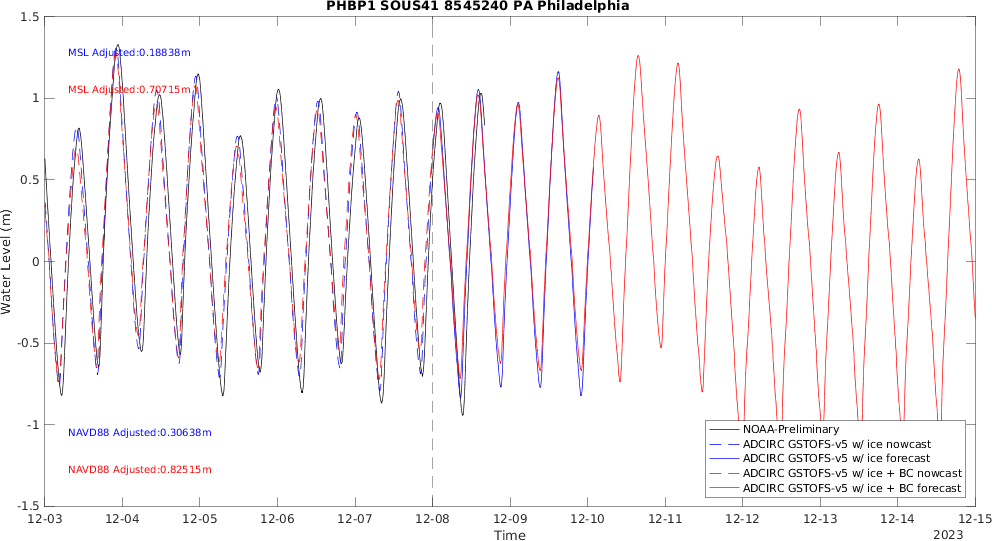 PHBP1 SOUS41 8545240 PA Philadelphia
1.5
1
0.5
0
-0.5
-1
-1.5
Water Level (m)
MSL Adjusted:0.18838m
MSL Adjusted:0.70715m
NAVD88 Adjusted:0.30638m
NAVD88 Adjusted:0.82515m
NOAA-Preliminary
ADCIRC GSTOFS-v5 w/ ice nowcast
ADCIRC GSTOFS-v5 w/ ice forecast
ADCIRC GSTOFS-v5 w/ ice + BC nowcast
ADCIRC GSTOFS-v5 w/ ice + BC forecast
12-03 12-04 12-05 12-06 12-07 12-08 12-09 12-10 12-11 12-12 12-13 12-14 12-15
Time
2023